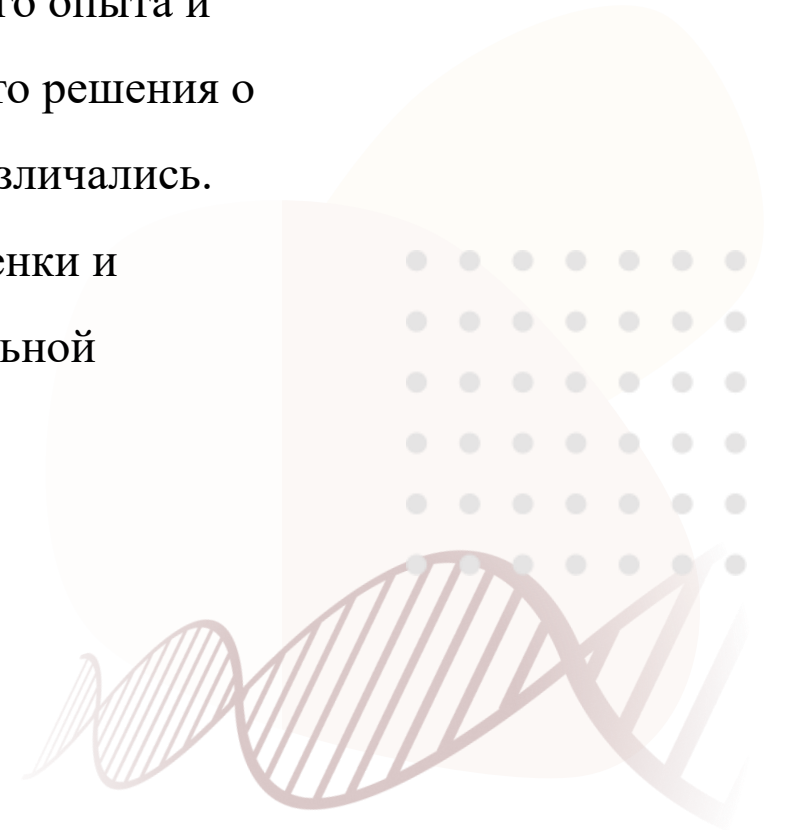 го опыта и
го решения о
зличались.
енки и
ьной